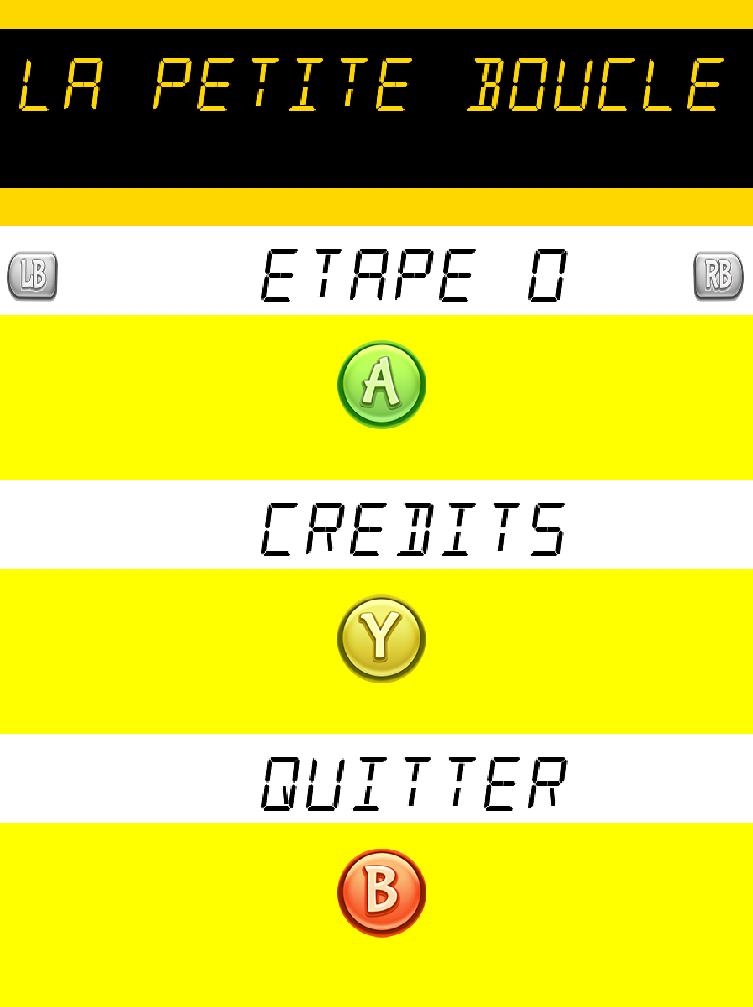 LA PETITE BOUCLE
LB ETAPE 0 RB
A
CREDITS
Y
QUITTER
B